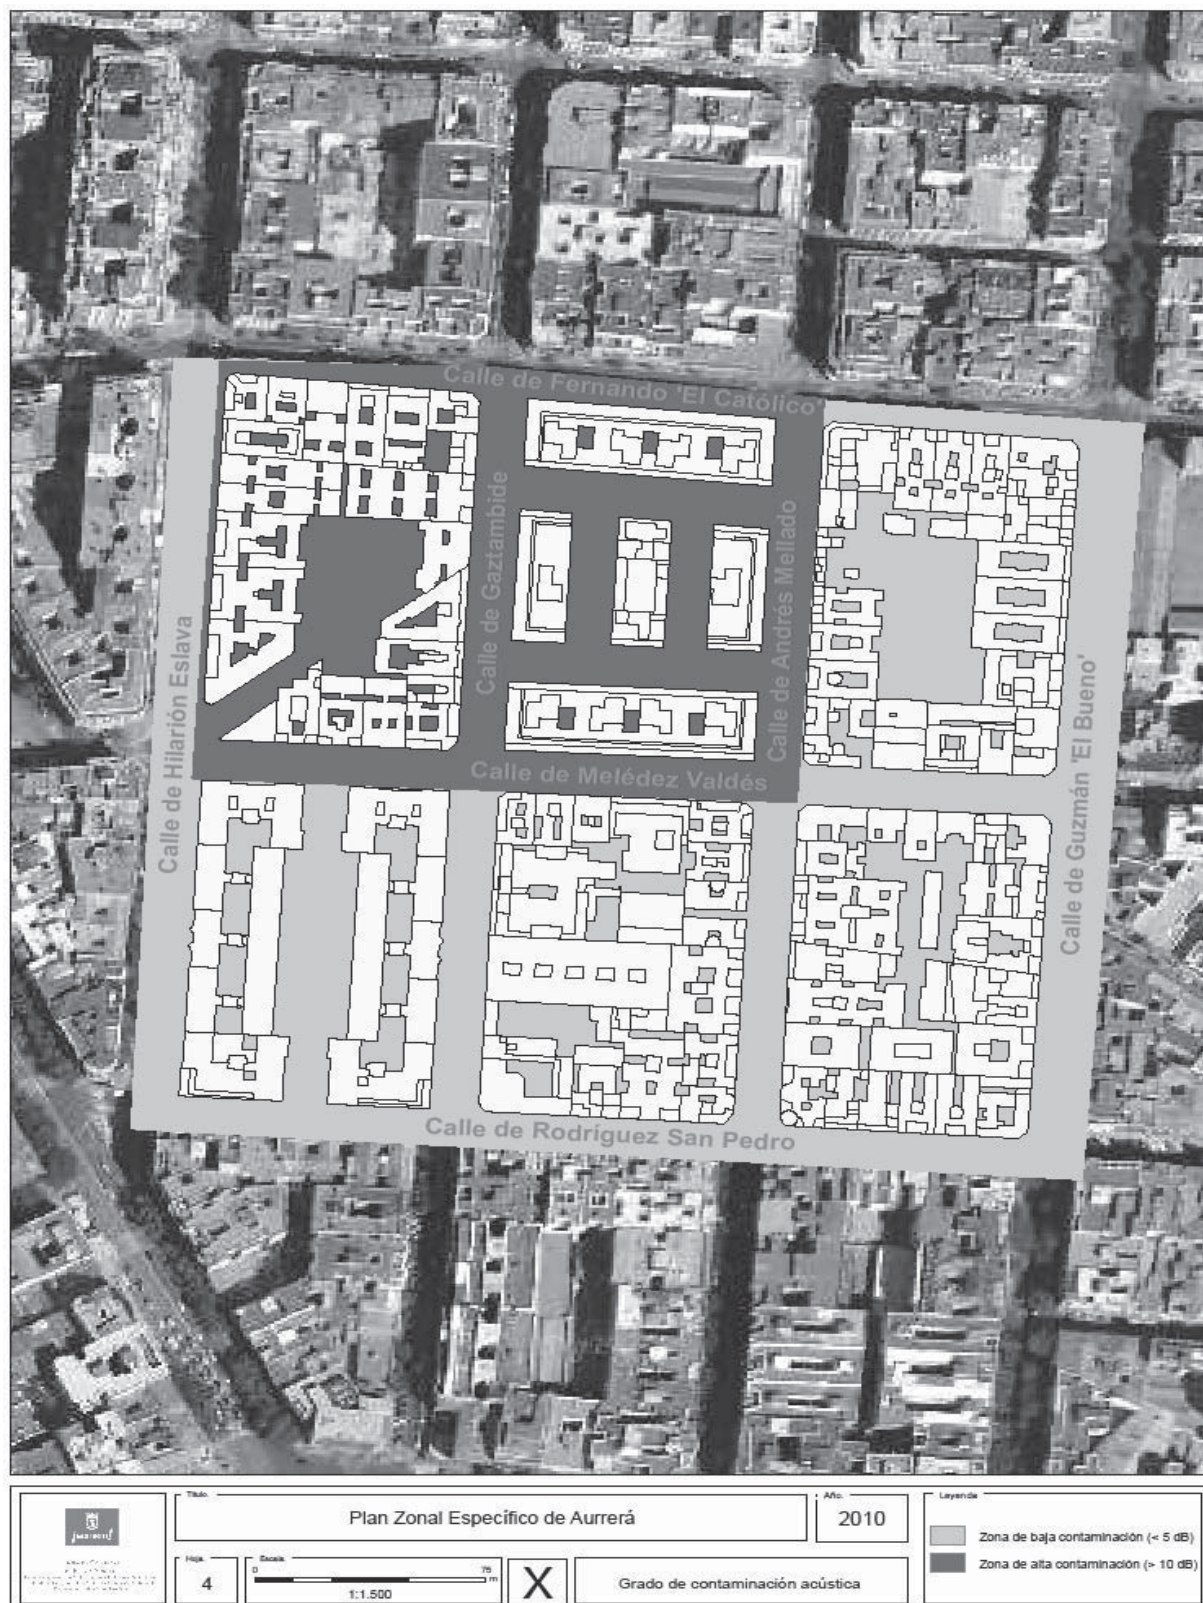 Calle de Fernando 'El Católico'
Calle de Gaztambide
Calle de Andrés Mellado
Calle de Hilarión Eslava
Calle de Guzmán 'El Bueno'
Calle de Melédez Valdés
Calle de Rodríguez San Pedro
Título.
Plan Zonal Específico de Aurrerá
Año.
2010
Leyenda
Zona de baja contaminación (< 5 dB)
Zona de alta contaminación (> 10 dB)
Hoja.
4
Escala.
0 75 m
1:1.500
X
Grado de contaminación acústica